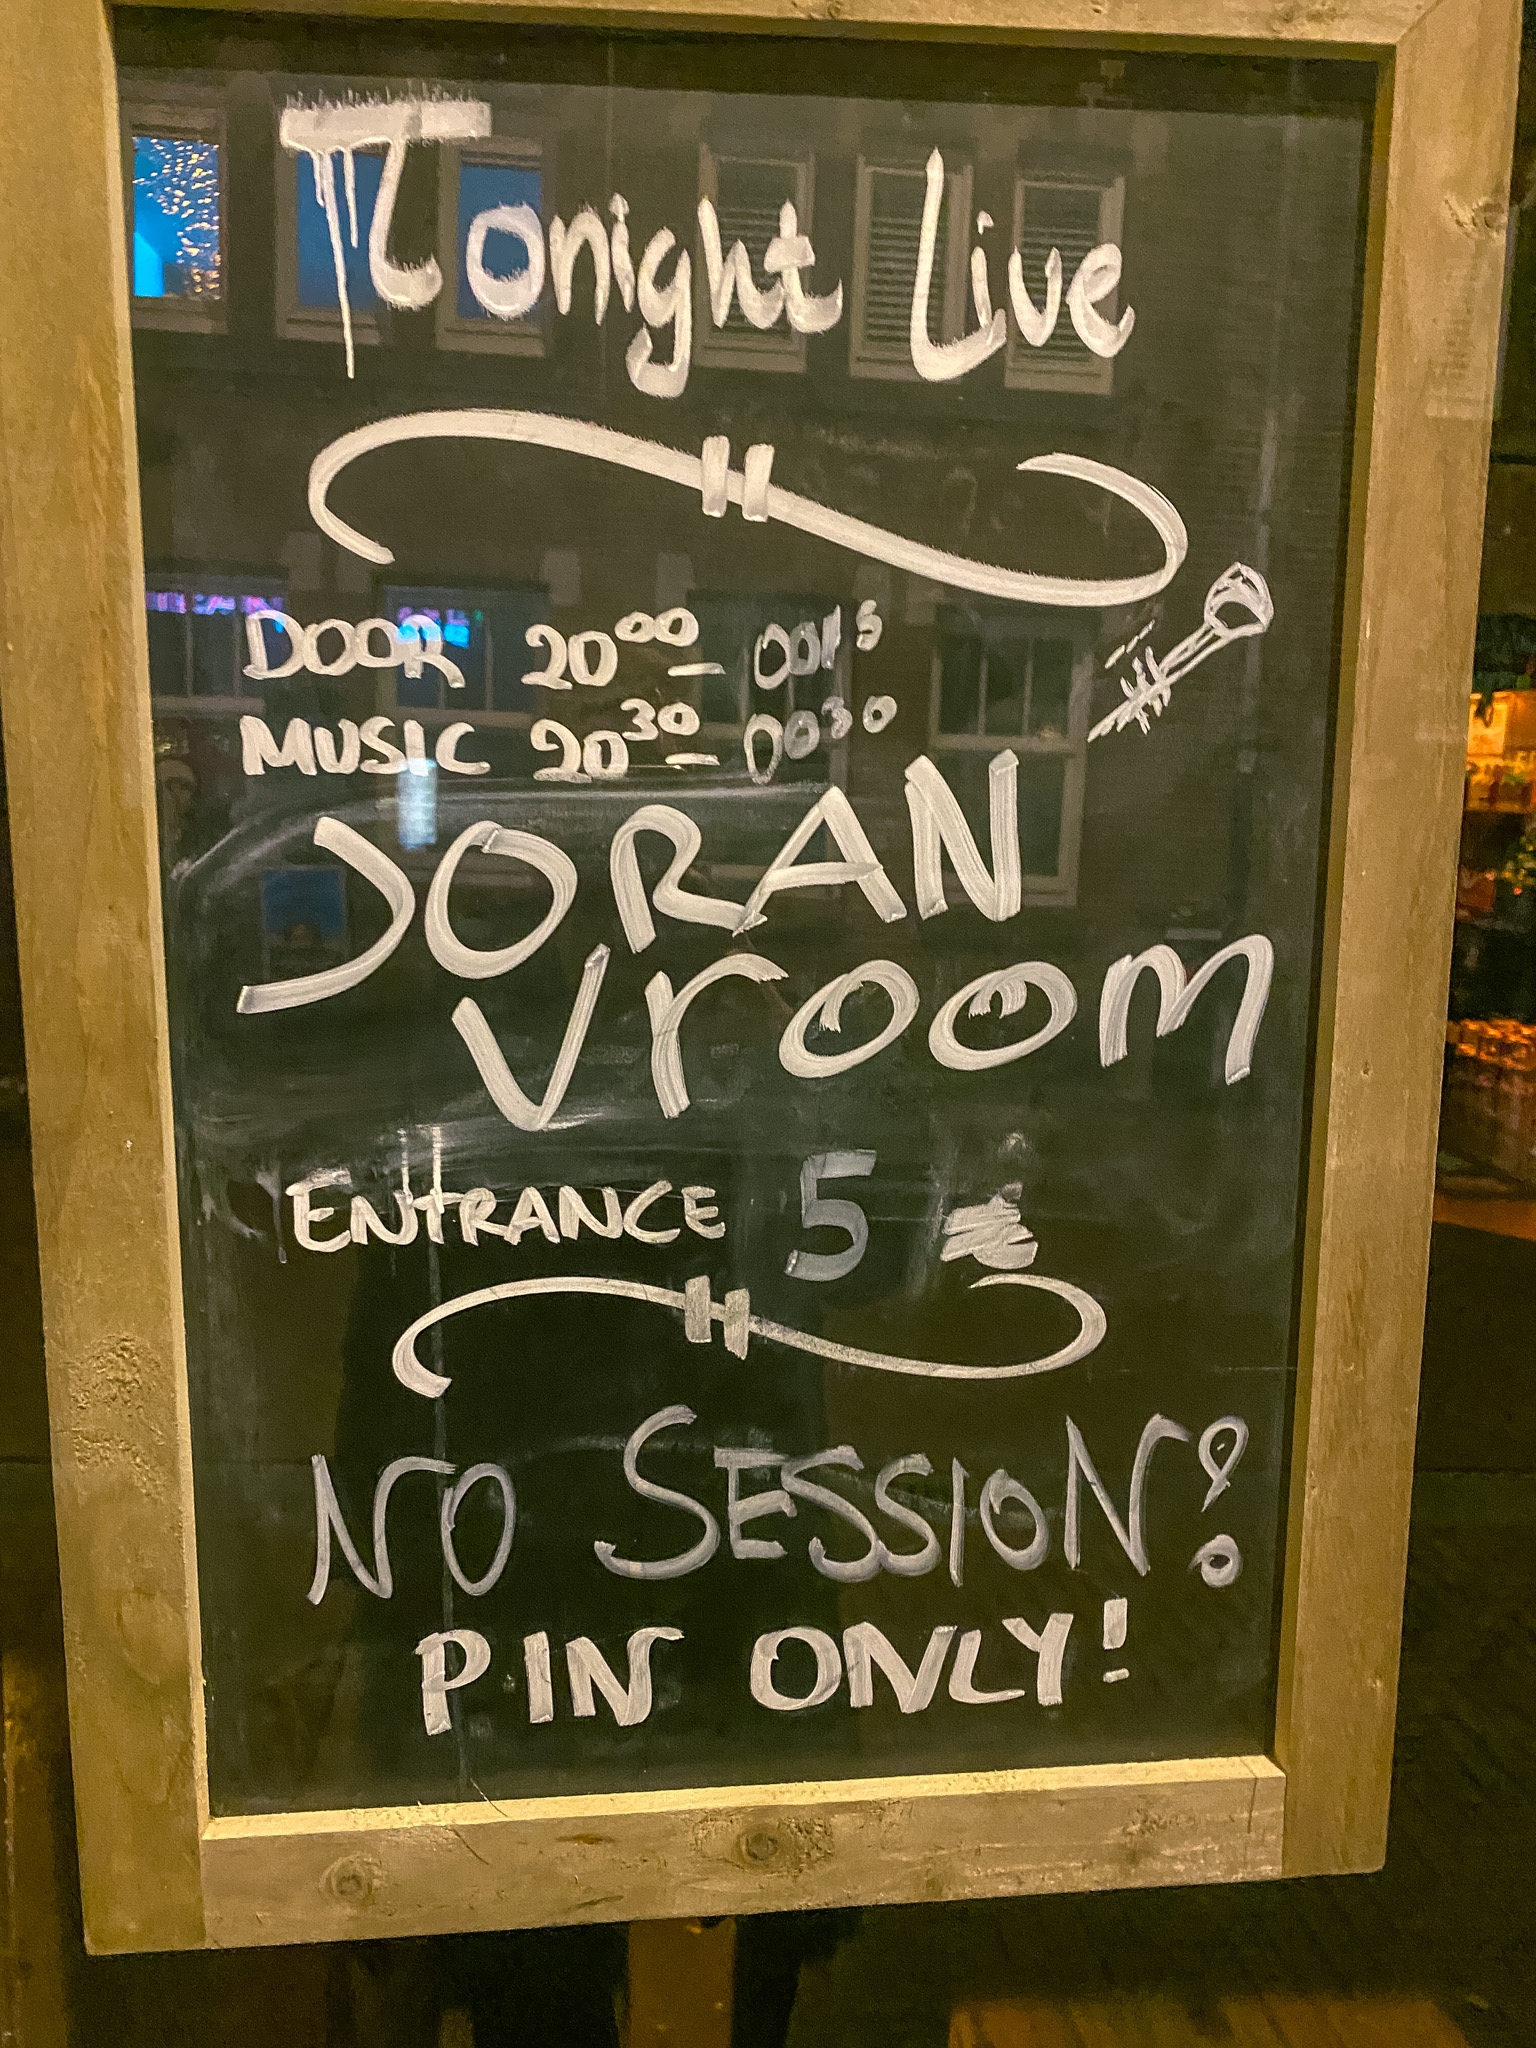 Tonight Live
DOOR 2000 - 0015
MUSIC 2030 - 0030
JORAN
Vroom
ENTRANCE 5
NO SESSION!
PIN ONLY!